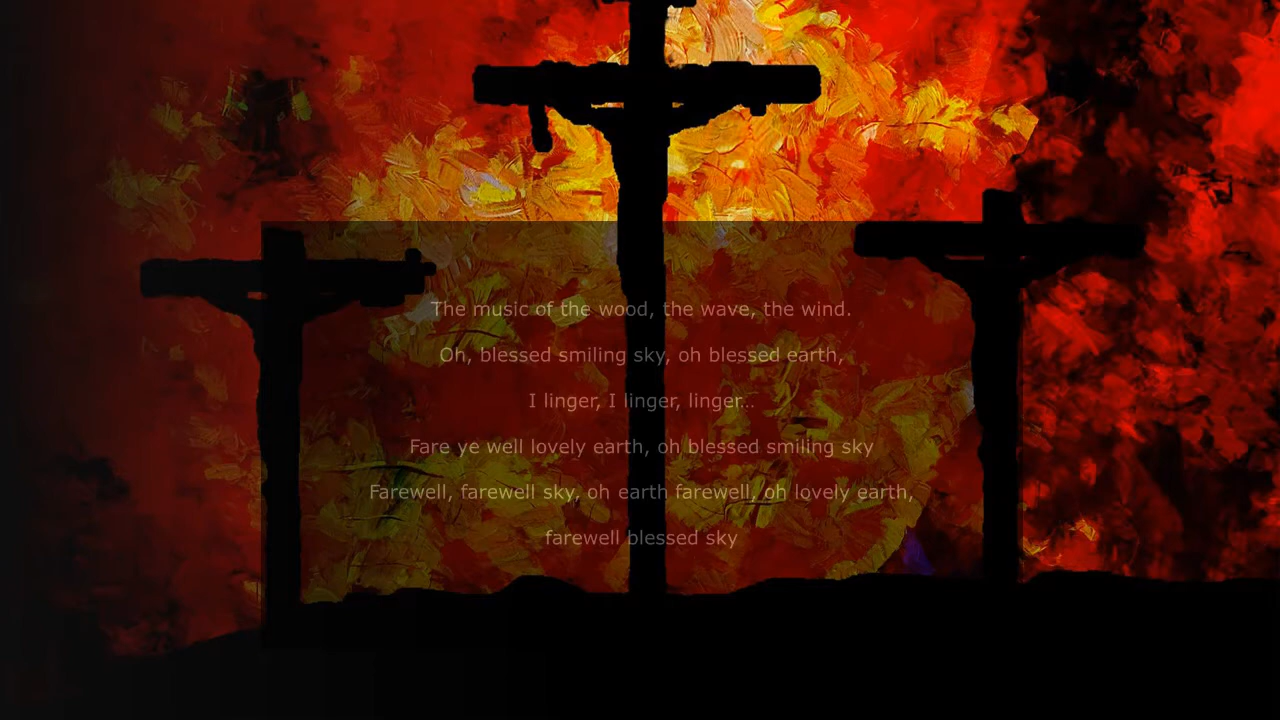 The music of the wood, the wave, the wind.
Oh, blessed smiling sky, oh blessed earth,
I linger, I linger, linger...
Fare ye well lovely earth, oh blessed smiling sky
Farewell, farewell sky, oh earth farewell, oh lovely earth,
farewell blessed sky